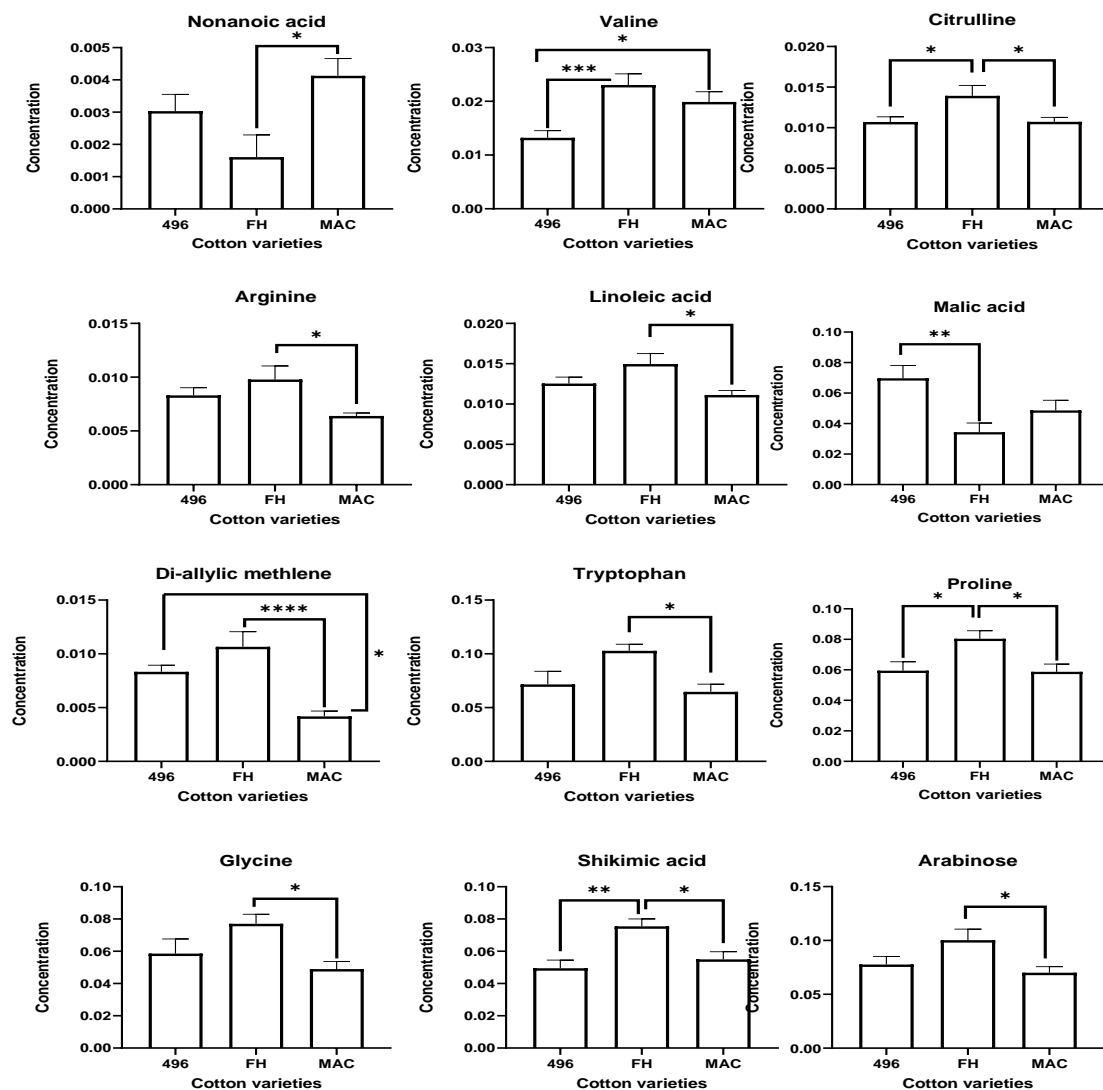 Nonanoic acid
*
Concentration
0.005
0.004
0.003
0.002
0.001
0.000
496 FH MAC
Cotton varieties
Valine
*
***
Concentration
0.03
0.02
0.01
0.00
496 FH MAC
Cotton varieties
Citrulline
* *
Concentration
0.020
0.015
0.010
0.005
0.000
496 FH MAC
Cotton varieties
Arginine
*
Concentration
0.015
0.010
0.005
0.000
496 FH MAC
Cotton varieties
Linoleic acid
*
Concentration
0.020
0.015
0.010
0.005
0.000
496 FH MAC
Cotton varieties
Malic acid
**
Concentration
0.10
0.08
0.06
0.04
0.02
0.00
496 FH MAC
Cotton varieties
Di-allylic methlene
****
*
Concentration
0.015
0.010
0.005
0.000
496 FH MAC
Cotton varieties
Tryptophan
*
Concentration
0.15
0.10
0.05
0.00
496 FH MAC
Cotton varieties
Proline
* *
Concentration
0.10
0.08
0.06
0.04
0.02
0.00
496 FH MAC
Cotton varieties
Glycine
*
Concentration
0.10
0.08
0.06
0.04
0.02
0.00
496 FH MAC
Cotton varieties
Shikimic acid
** *
Concentration
0.10
0.08
0.06
0.04
0.02
0.00
496 FH MAC
Cotton varieties
Arabinose
*
Concentration
0.15
0.10
0.05
0.00
496 FH MAC
Cotton varieties